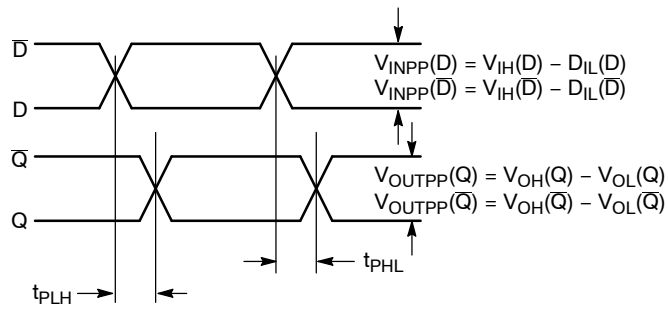 D̅
V_INPP(D) = V_IH(D) − D_IL(D)
V_INPP(D̅) = V_IH(D̅) − D_IL(D̅)
D
Q̅
V_OUTPP(Q) = V_OH(Q) − V_OL(Q)
V_OUTPP(Q̅) = V_OH(Q̅) − V_OL(Q̅)
Q
t_PHL
t_PLH